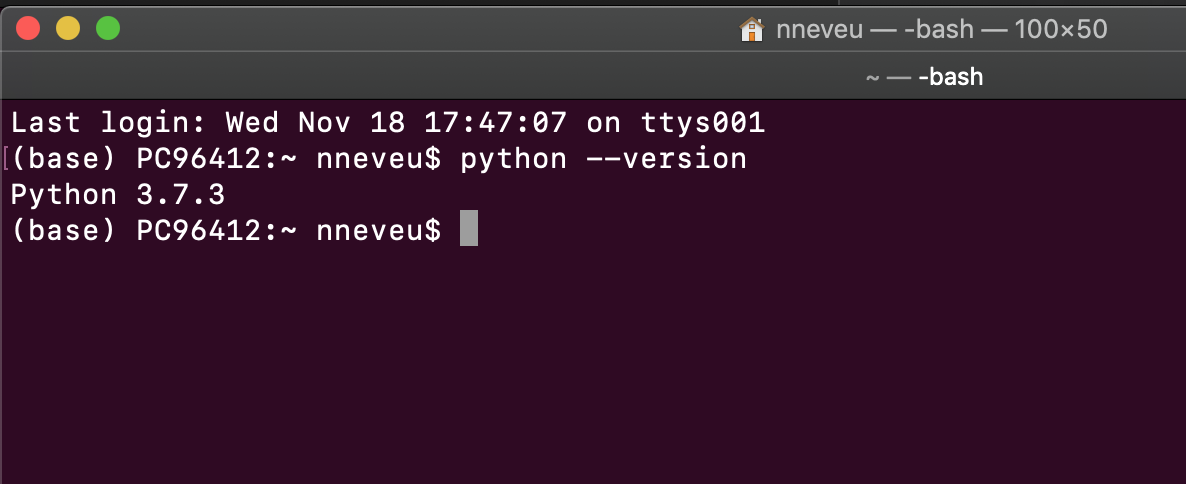 nneveu — -bash — 100×50
~ — -bash
Last login: Wed Nov 18 17:47:07 on ttys001
[(base) PC96412:~ nneveu$ python --version
Python 3.7.3
(base) PC96412:~ nneveu$